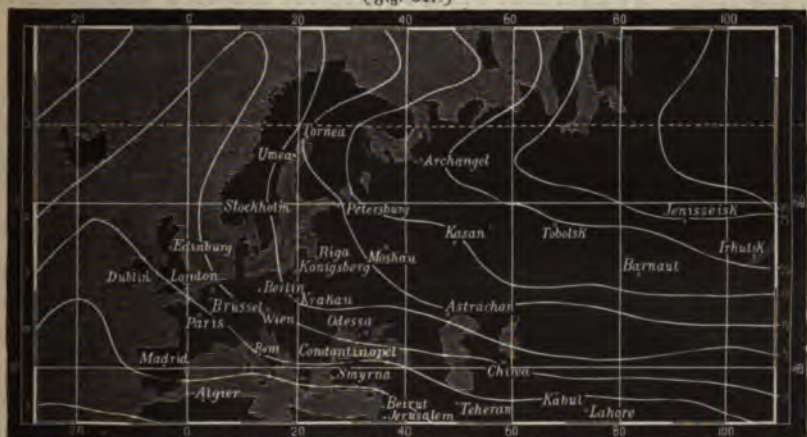 20 0 20 40 60 80 100
Tornea
Umea
Archangel
Stockholm
Petersburg
Jenisseisk
Kasan
Tobolsk
Edinburg
Riga
Moskau
Irkutsk
Dublin
London
Königsberg
Barnaul
Berlin
Krakau
Brüssel
Astrachan
Paris
Wien
Odessa
Rom
Constantinopel
Madrid
Smyrna
Chiwa
Algier
Kabul
Beirut
Teheran
Lahore
Jerusalem
20 0 20 40 60 80 100